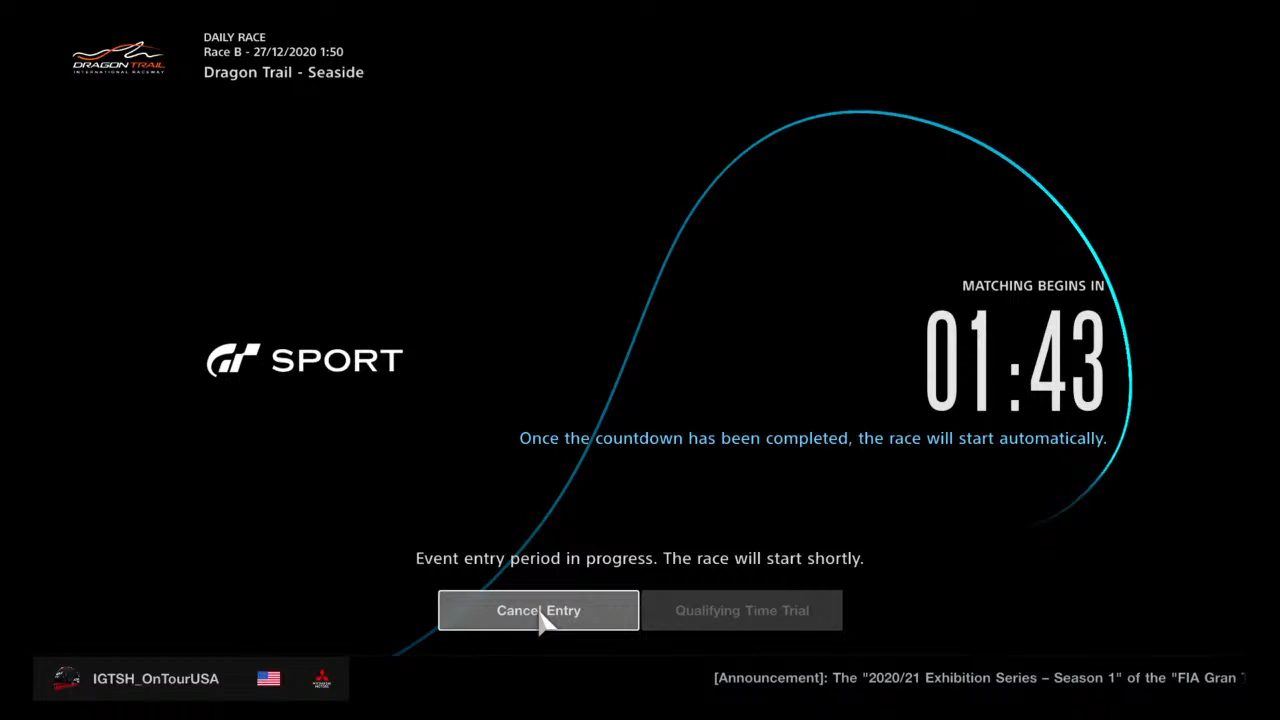 DAILY RACE
Race B - 27/12/2020 1:50
Dragon Trail - Seaside
DRAGON TRAIL
INTERNATIONAL RACEWAY
MATCHING BEGINS IN
01:43
GT SPORT
Once the countdown has been completed, the race will start automatically.
Event entry period in progress. The race will start shortly.
Cancel Entry
Qualifying Time Trial
IGTSH_OnTourUSA
[Announcement]: The "2020/21 Exhibition Series – Season 1" of the "FIA Gran